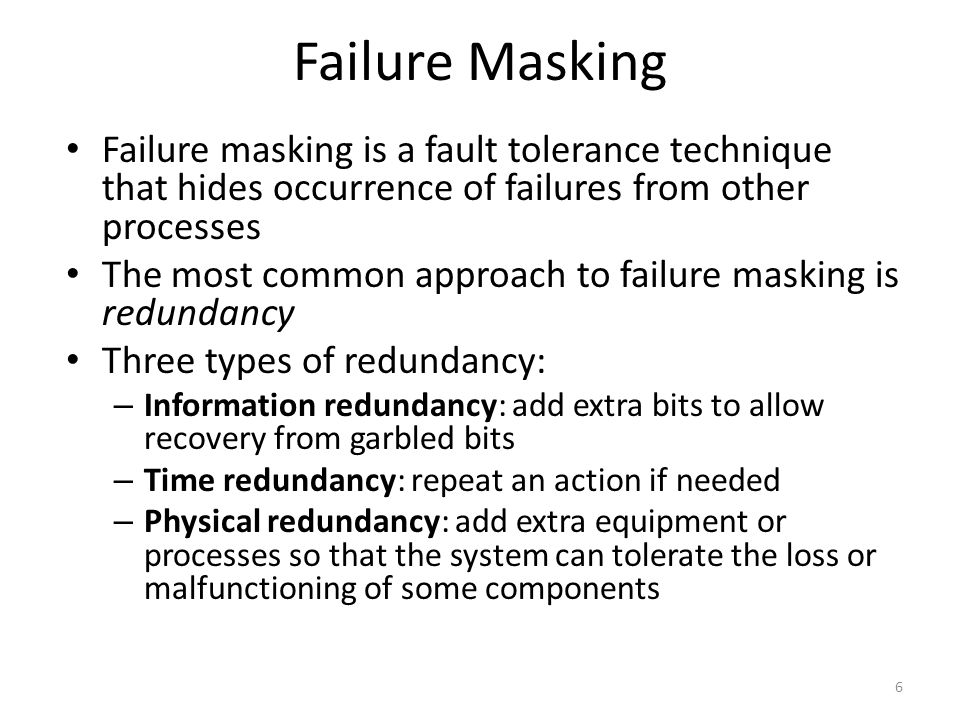 Failure Masking
• Failure masking is a fault tolerance technique
that hides occurrence of failures from other
processes
• The most common approach to failure masking is
redundancy
• Three types of redundancy:
– Information redundancy: add extra bits to allow
recovery from garbled bits
– Time redundancy: repeat an action if needed
– Physical redundancy: add extra equipment or
processes so that the system can tolerate the loss or
malfunctioning of some components
6